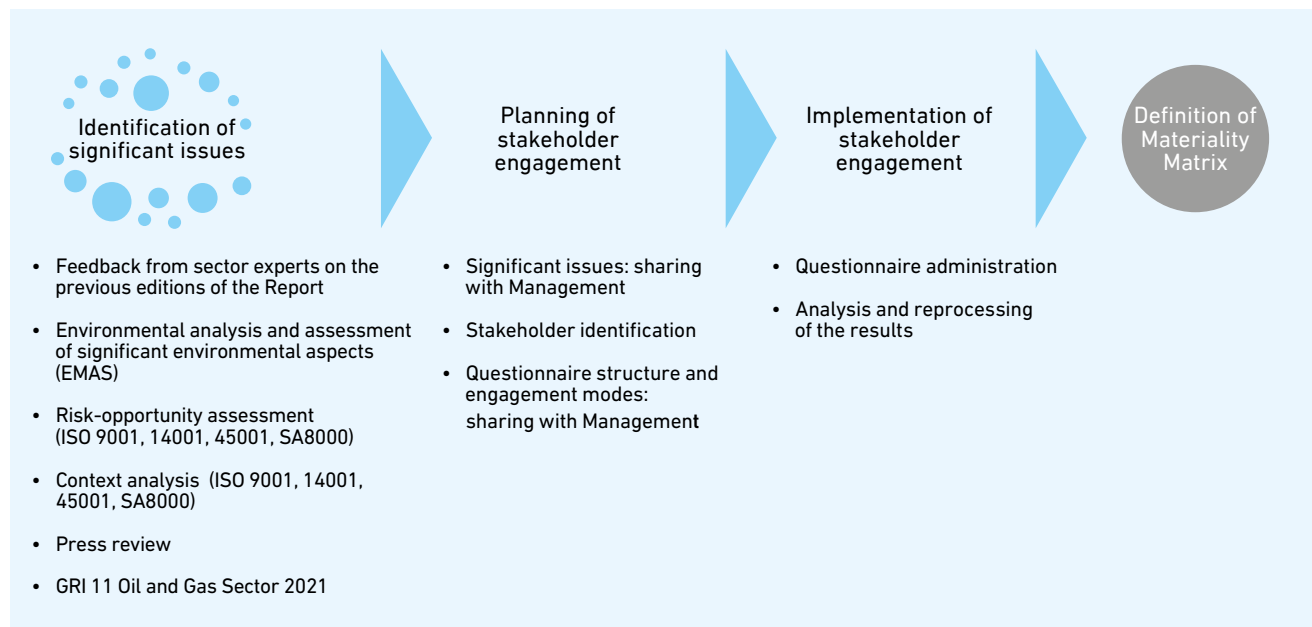 Identification of
significant issues
Planning of
stakeholder
engagement
Implementation of
stakeholder
engagement
Definition of
Materiality
Matrix
• Feedback from sector experts on the
previous editions of the Report
• Environmental analysis and assessment
of significant environmental aspects
(EMAS)
• Risk-opportunity assessment
(ISO 9001, 14001, 45001, SA8000)
• Context analysis (ISO 9001, 14001,
45001, SA8000)
• Press review
• GRI 11 Oil and Gas Sector 2021
• Significant issues: sharing
with Management
• Stakeholder identification
• Questionnaire structure and
engagement modes:
sharing with Management
• Questionnaire administration
• Analysis and reprocessing
of the results